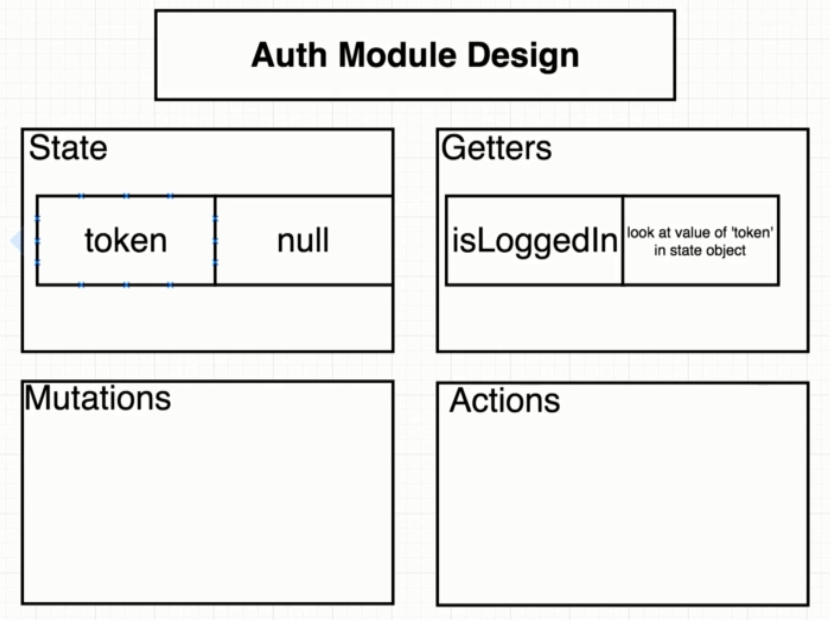 Auth Module Design
State
token
null
Getters
isLoggedIn
look at value of 'token'
in state object
Mutations
Actions